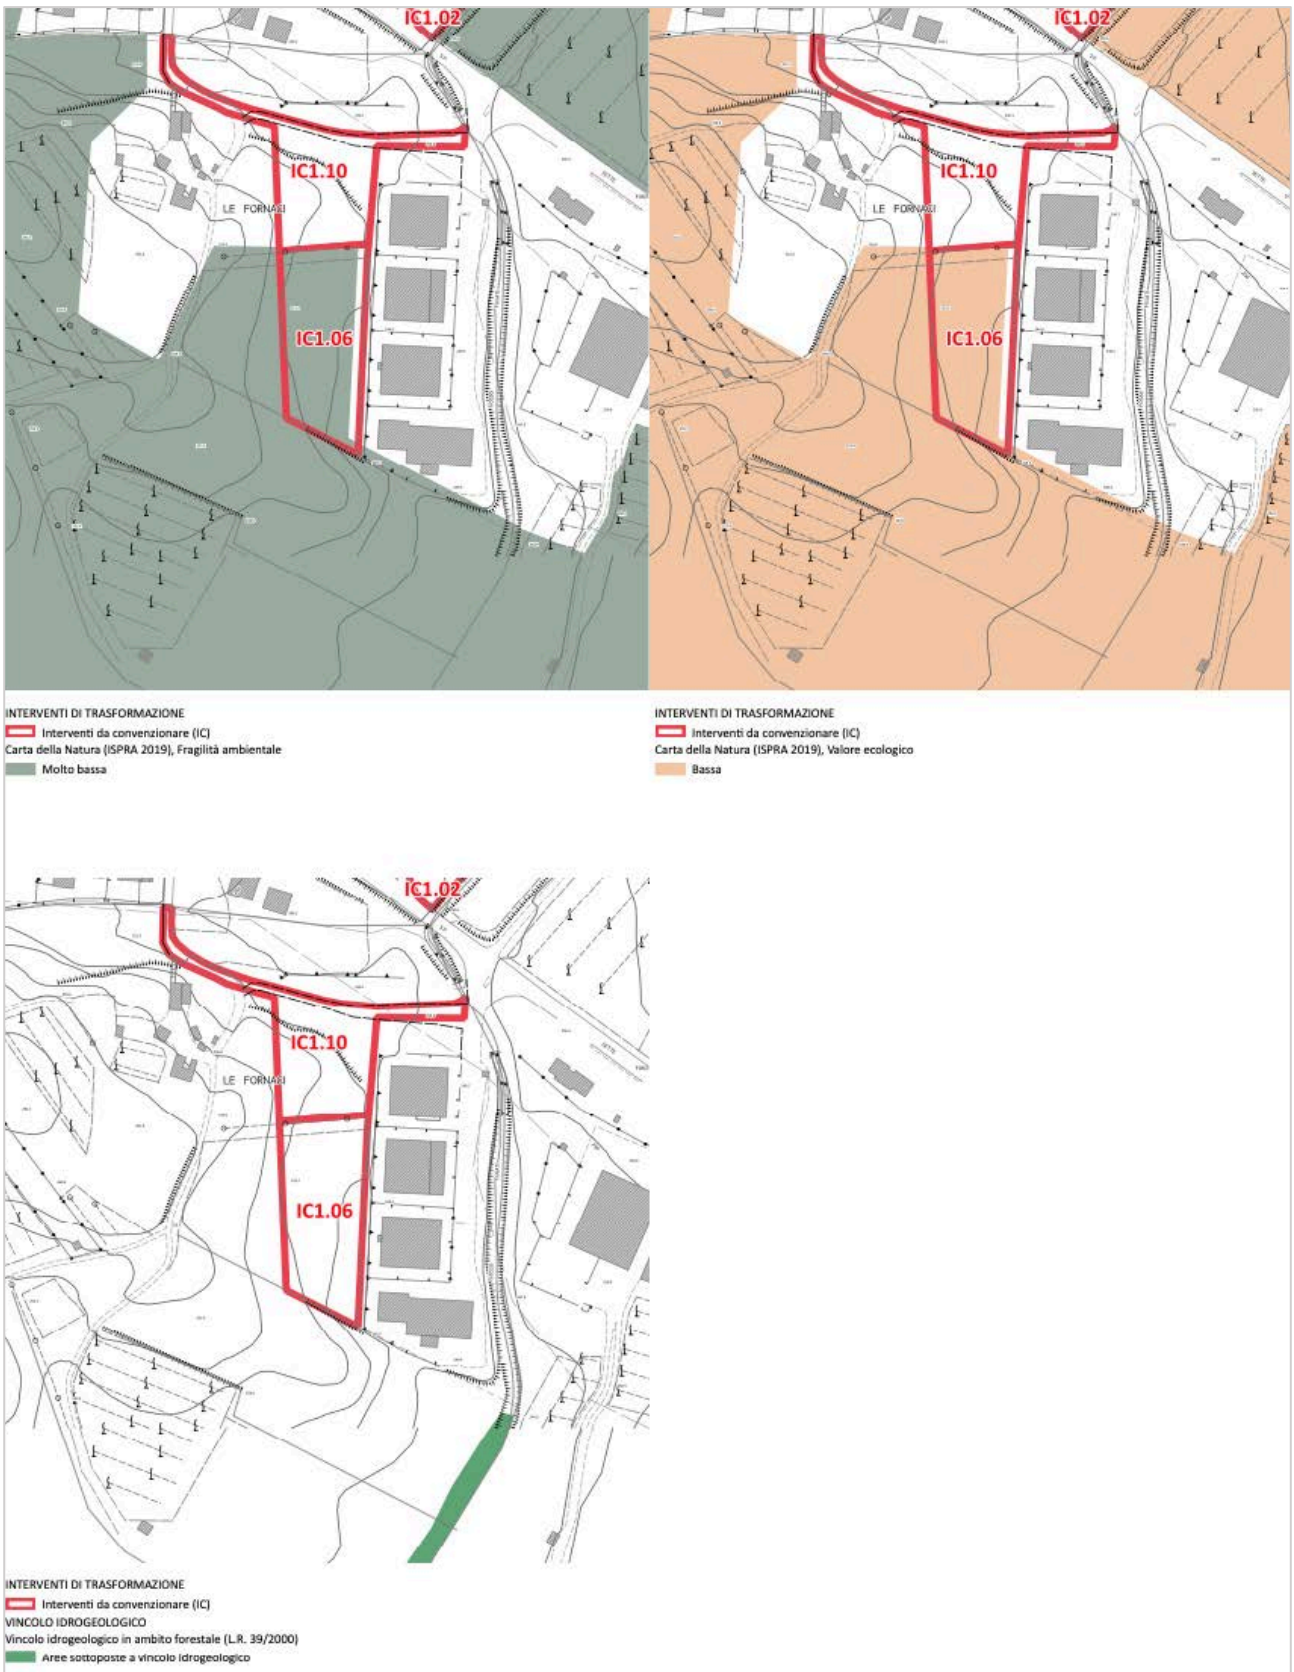 IC1.02
IC1.10
LE FORNACI
IC1.06
INTERVENTI DI TRASFORMAZIONE
Interventi da convenzionare (IC)
Carta della Natura (ISPRA 2019), Fragilità ambientale
Molto bassa
IC1.02
IC1.10
LE FORNACI
IC1.06
INTERVENTI DI TRASFORMAZIONE
Interventi da convenzionare (IC)
Carta della Natura (ISPRA 2019), Valore ecologico
Bassa
IC1.02
IC1.10
LE FORNACI
IC1.06
INTERVENTI DI TRASFORMAZIONE
Interventi da convenzionare (IC)
VINCOLO IDROGEOLOGICO
Vincolo idrogeologico in ambito forestale (L.R. 39/2000)
Aree sottoposte a vincolo idrogeologico